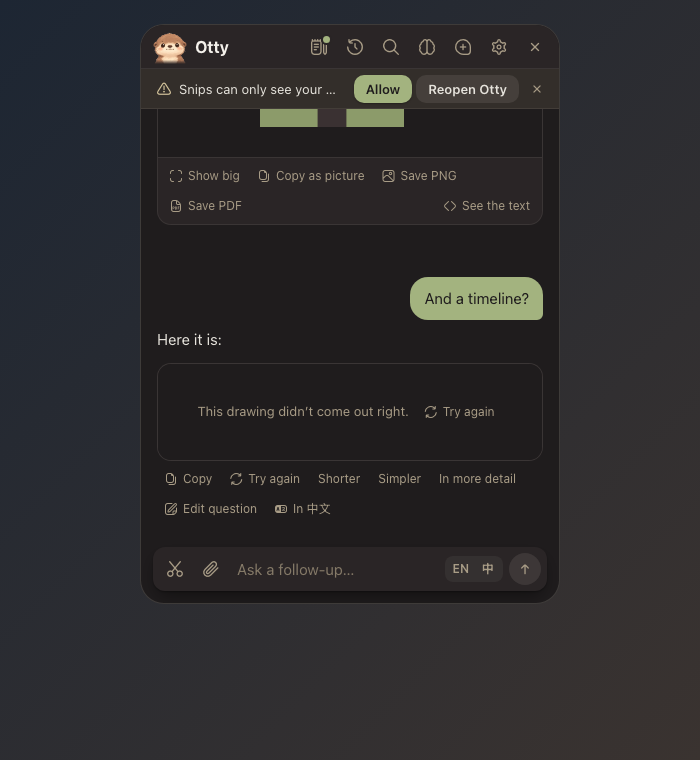 Otty
Snips can only see your ...
Allow
Reopen Otty
Show big
Copy as picture
Save PNG
Save PDF
See the text
And a timeline?
Here it is:
This drawing didn’t come out right.
Try again
Copy
Try again
Shorter
Simpler
In more detail
Edit question
In 中文
Ask a follow-up…
EN 中